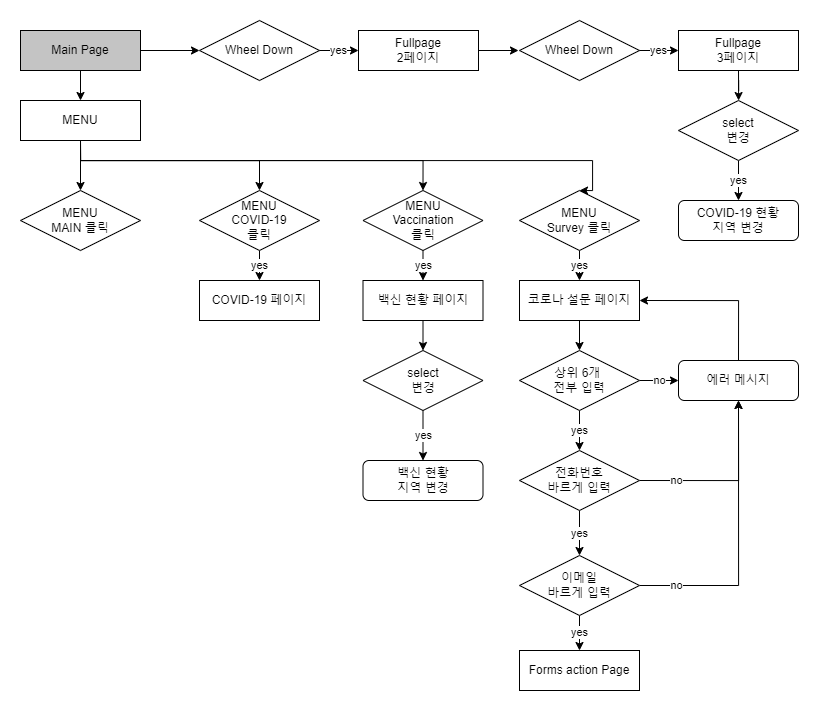 Main Page
Wheel Down
yes
Fullpage
2페이지
Wheel Down
yes
Fullpage
3페이지
MENU
select
변경
yes
COVID-19 현황
지역 변경
MENU
MAIN 클릭
MENU
COVID-19
클릭
MENU
Vaccination
클릭
MENU
Survey 클릭
yes
yes
yes
COVID-19 페이지
백신 현황 페이지
코로나 설문 페이지
select
변경
상위 6개
전부 입력
no
에러 메시지
yes
yes
백신 현황
지역 변경
전화번호
바르게 입력
no
yes
이메일
바르게 입력
no
yes
Forms action Page